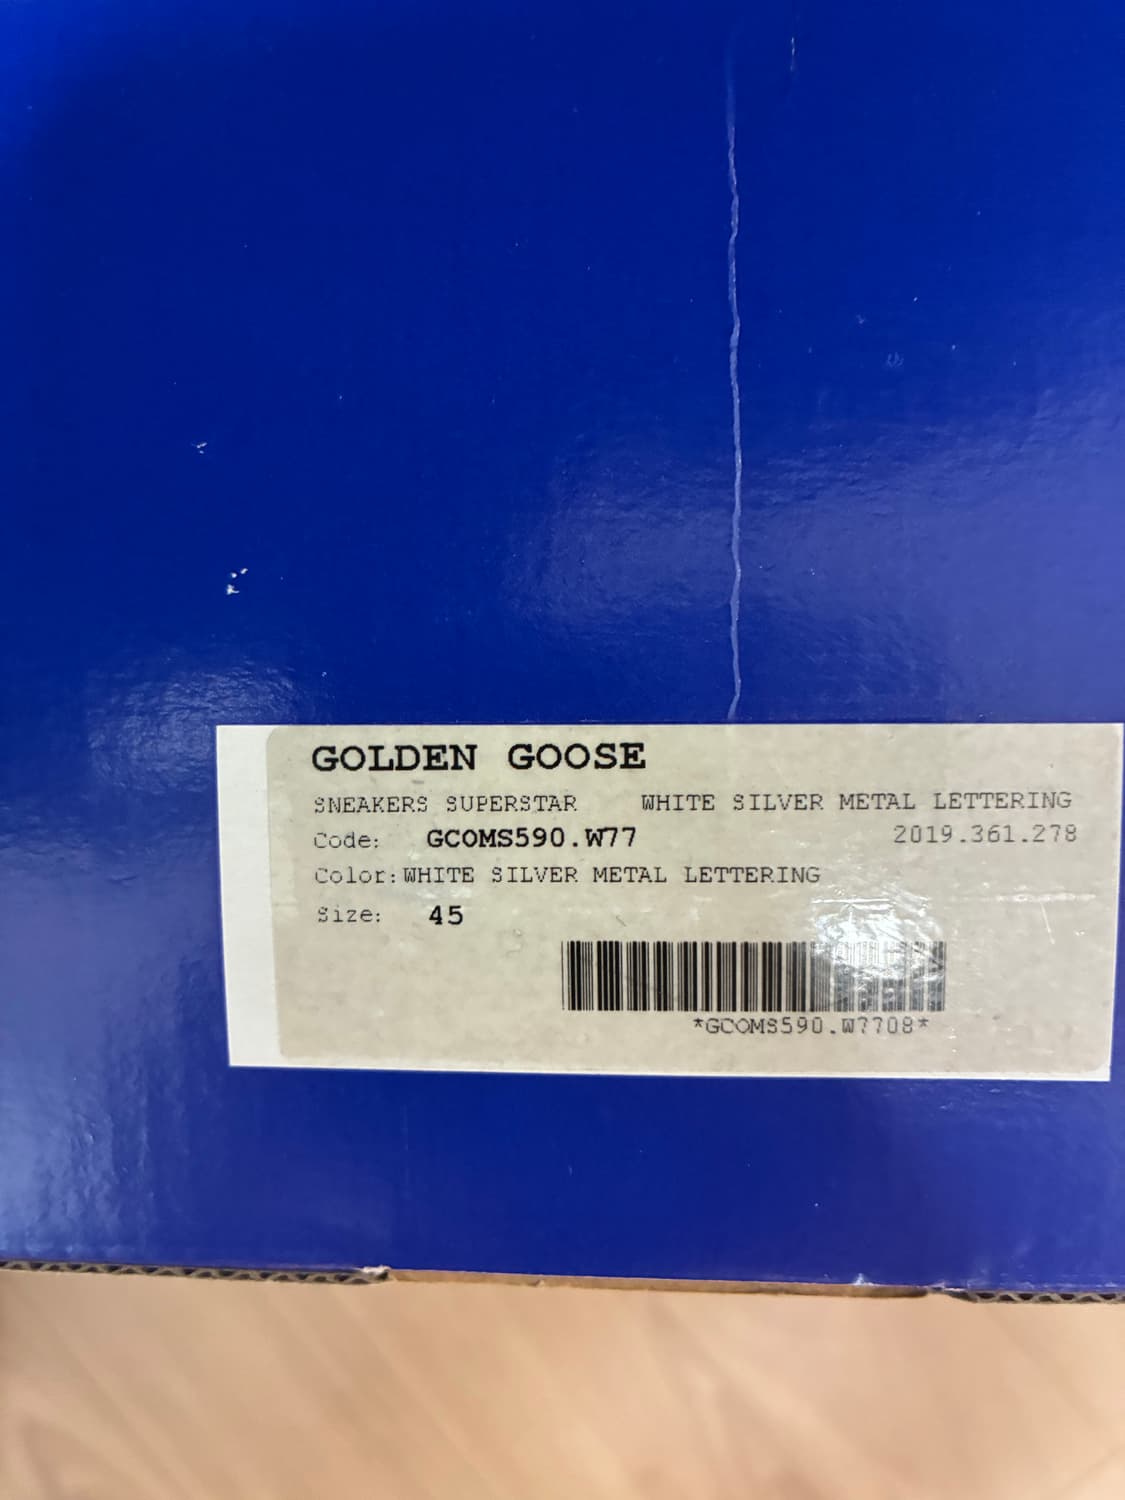 GOLDEN GOOSE
SNEAKERS SUPERSTAR WHITE SILVER METAL LETTERING
Code: GCOMS590.W77 2019.361.278
Color:WHITE SILVER METAL LETTERING
Size: 45
*GCOMS590.W7708*